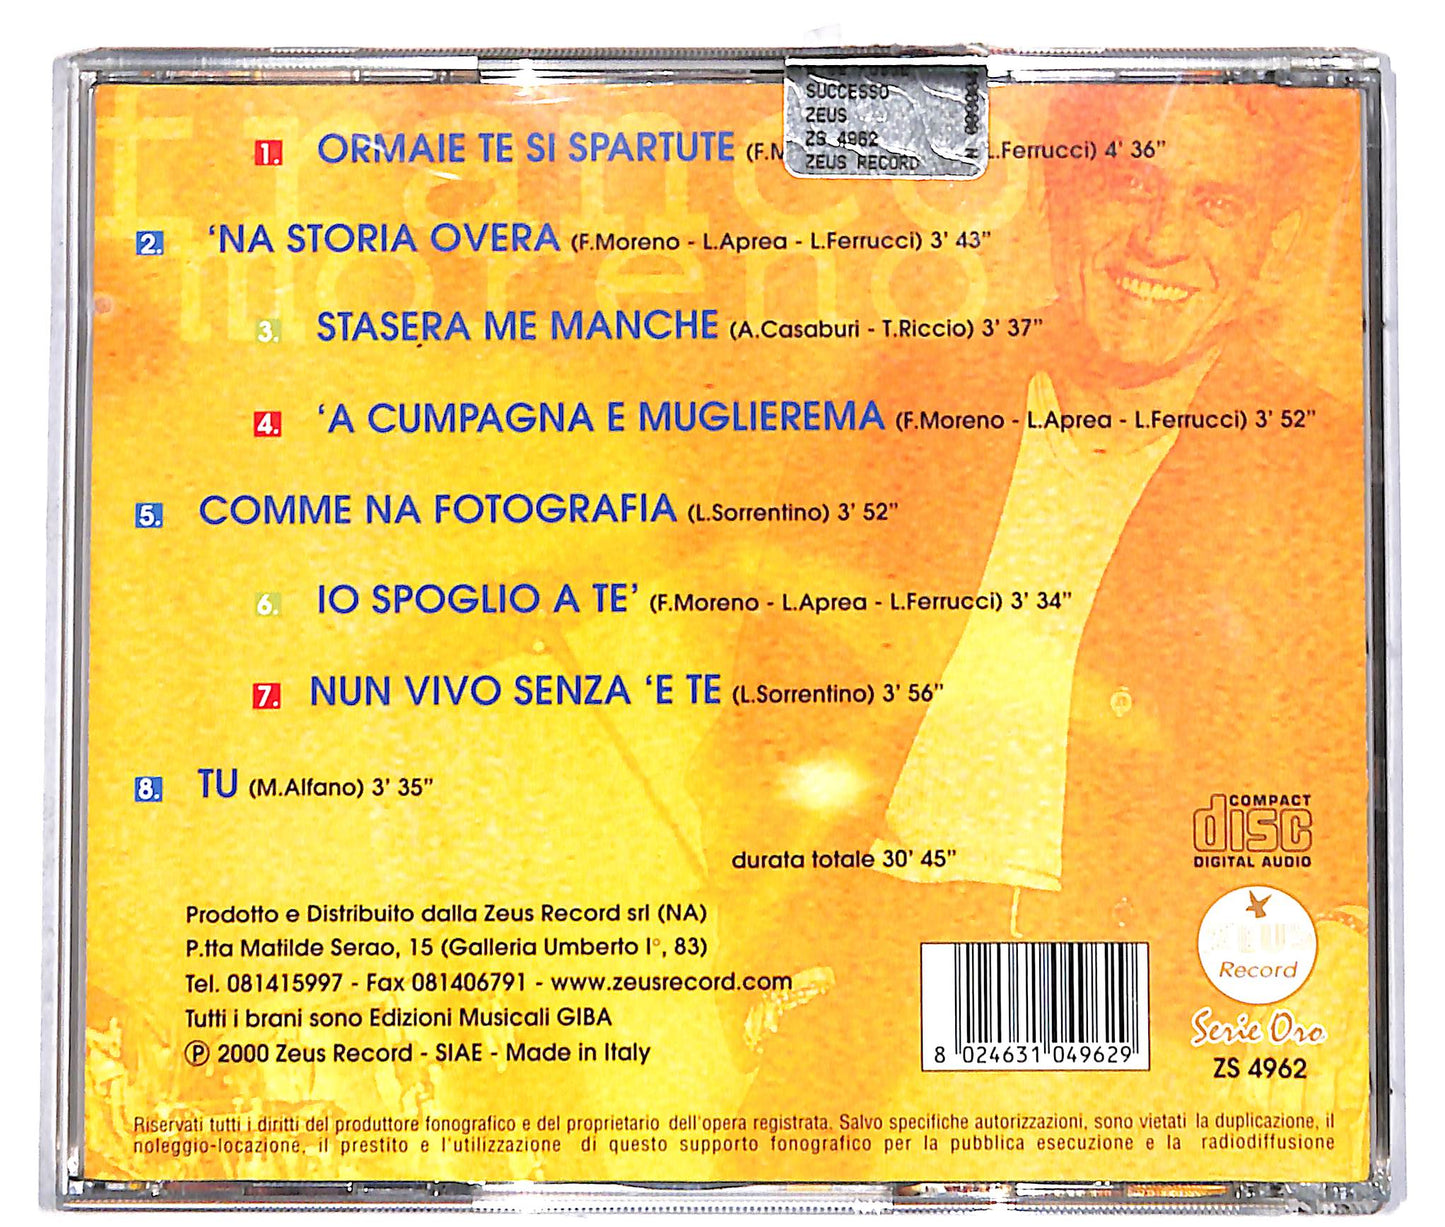 franco
moreno
SUCCESSO
ZEUS
ZS 4962
ZEUS RECORD
1. ORMAIE TE SI SPARTUTE (F.M L.Ferrucci) 4' 36"
2. 'NA STORIA OVERA (F.Moreno - L.Aprea - L.Ferrucci) 3' 43"
3. STASERA ME MANCHE (A.Casaburi - T.Riccio) 3' 37"
4. 'A CUMPAGNA E MUGLIEREMA (F.Moreno - L.Aprea - L.Ferrucci) 3' 52"
5. COMME NA FOTOGRAFIA (L.Sorrentino) 3' 52"
6. IO SPOGLIO A TE' (F.Moreno - L.Aprea - L.Ferrucci) 3' 34"
7. NUN VIVO SENZA 'E TE (L.Sorrentino) 3' 56"
8. TU (M.Alfano) 3' 35"
durata totale 30' 45"
COMPACT
disc
DIGITAL AUDIO
Prodotto e Distribuito dalla Zeus Record srl (NA)
P.tta Matilde Serao, 15 (Galleria Umberto I°, 83)
Tel. 081415997 - Fax 081406791 - www.zeusrecord.com
Tutti i brani sono Edizioni Musicali GIBA
Ⓟ 2000 Zeus Record - SIAE - Made in Italy
8 024631 049629
ZEUS
Record
Serie Oro
ZS 4962
Riservati tutti i diritti del produttore fonografico e del proprietario dell'opera registrata. Salvo specifiche autorizzazioni, sono vietati la duplicazione, il
noleggio-locazione, il prestito e l'utilizzazione di questo supporto fonografico per la pubblica esecuzione e la radiodiffusione